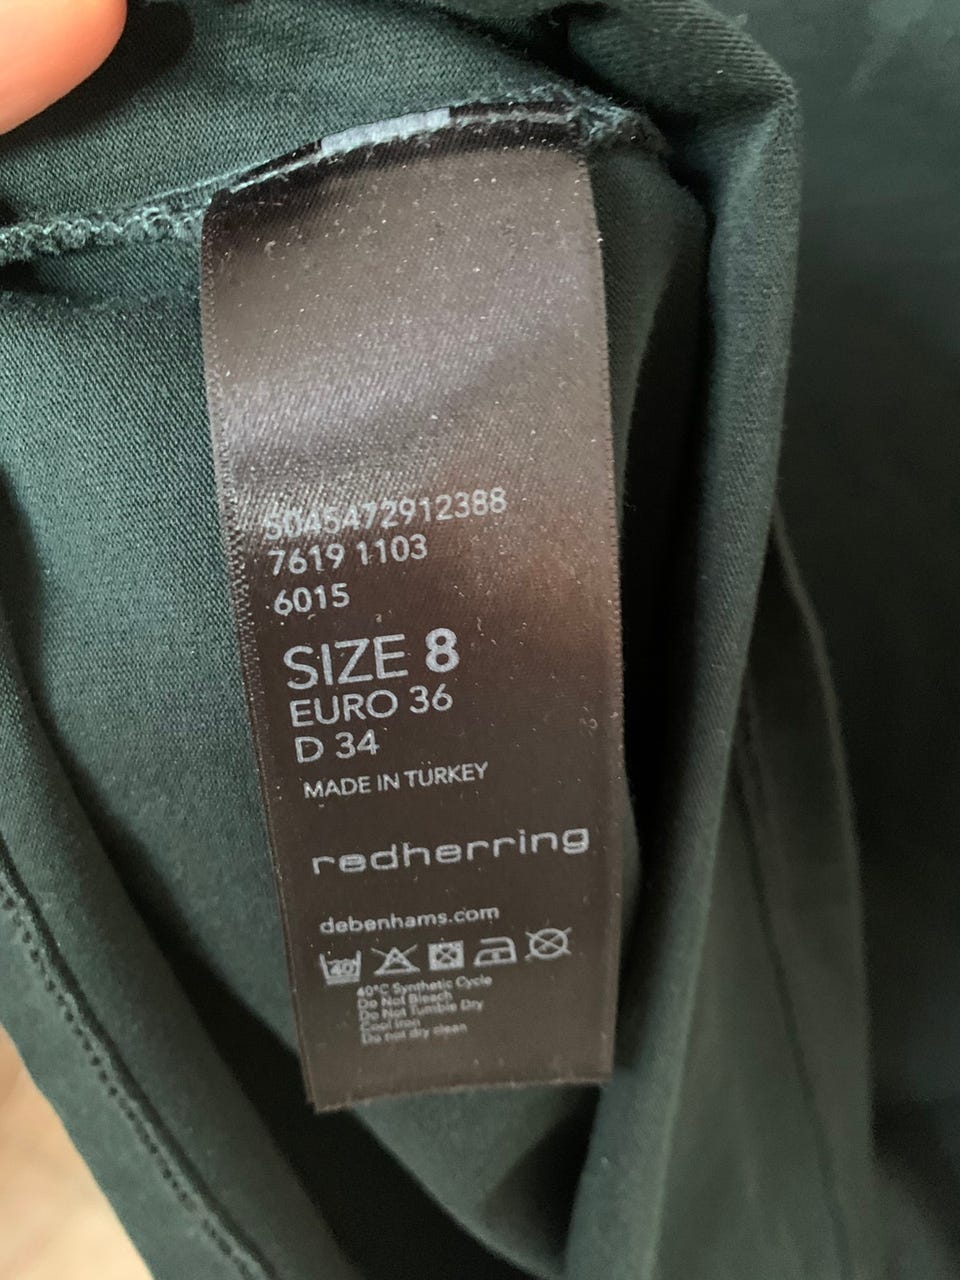 5045472912388
7619 1103
6015
SIZE 8
EURO 36
D 34
MADE IN TURKEY
redherring
debenhams.com
40
40°C Synthetic Cycle
Do Not Bleach
Do Not Tumble Dry
Cool Iron
Do not dry clean